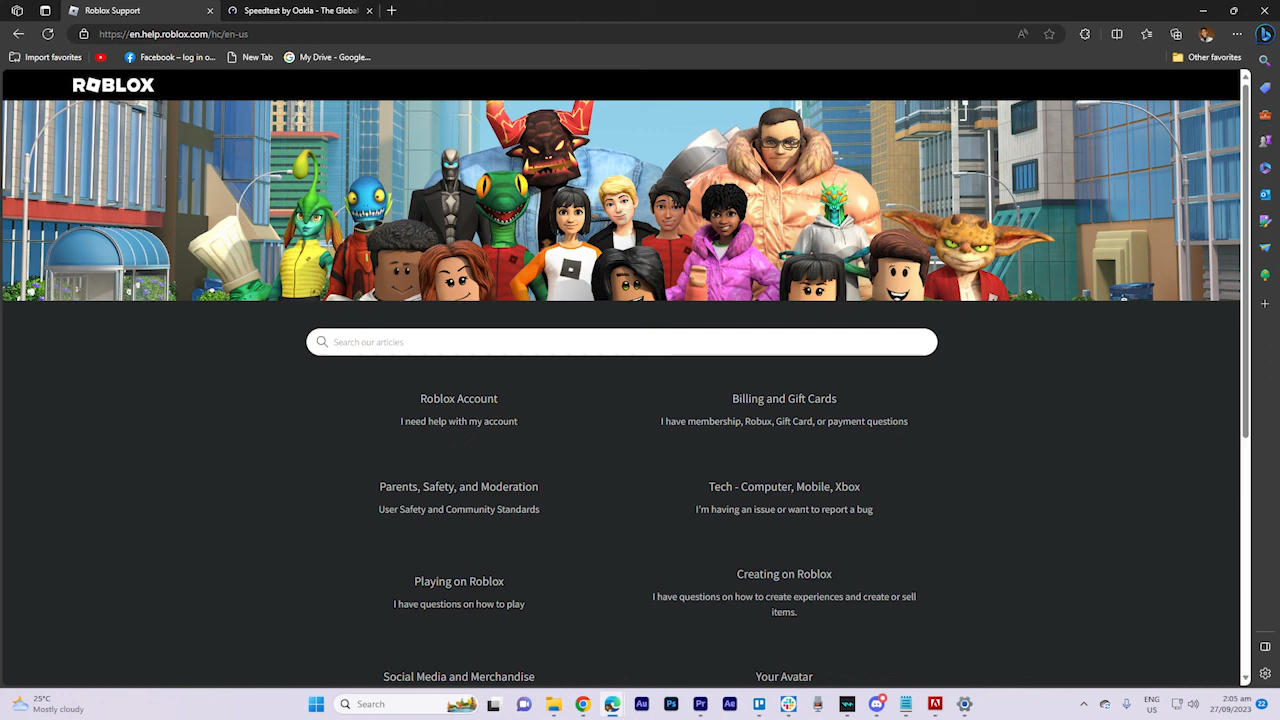 Roblox Support
Speedtest by Ookla - The Global
https://en.help.roblox.com/hc/en-us
Import favorites
Facebook – log in o...
New Tab
My Drive - Google...
Other favorites
ROBLOX
Search our articles
Roblox Account
I need help with my account
Billing and Gift Cards
I have membership, Robux, Gift Card, or payment questions
Parents, Safety, and Moderation
User Safety and Community Standards
Tech - Computer, Mobile, Xbox
I'm having an issue or want to report a bug
Playing on Roblox
I have questions on how to play
Creating on Roblox
I have questions on how to create experiences and create or sell
items.
Social Media and Merchandise
Your Avatar
25°C
Mostly cloudy
Search
Au
Ps
Pr
Ae
ENG
US
2:05 am
27/09/2023
22